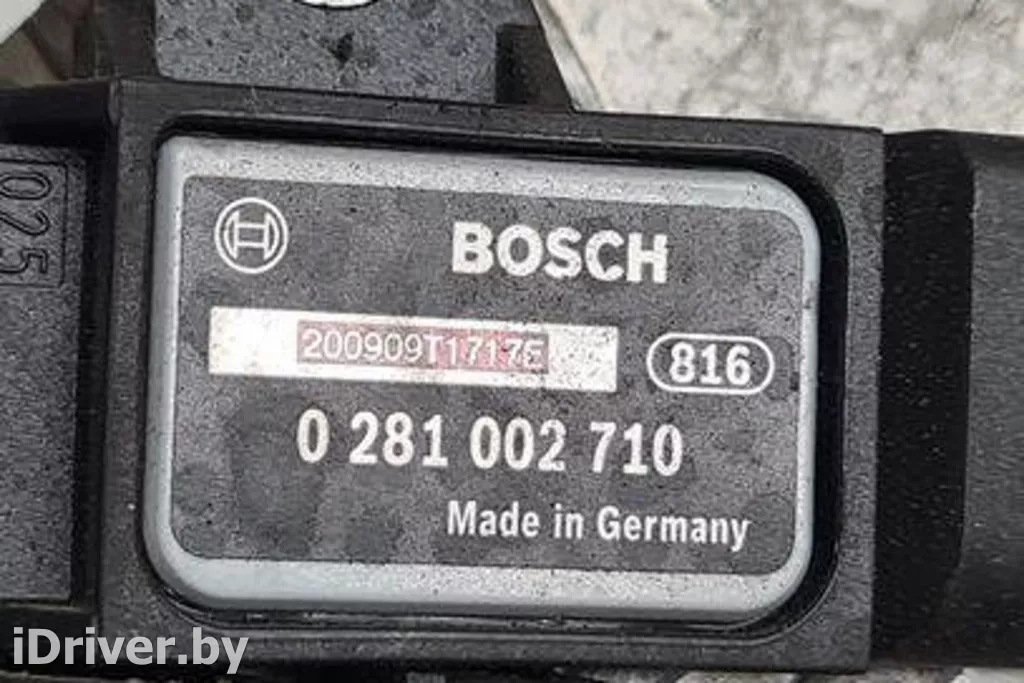 025
BOSCH
200909T1717E
816
0 281 002 710
Made in Germany
iDriver.by